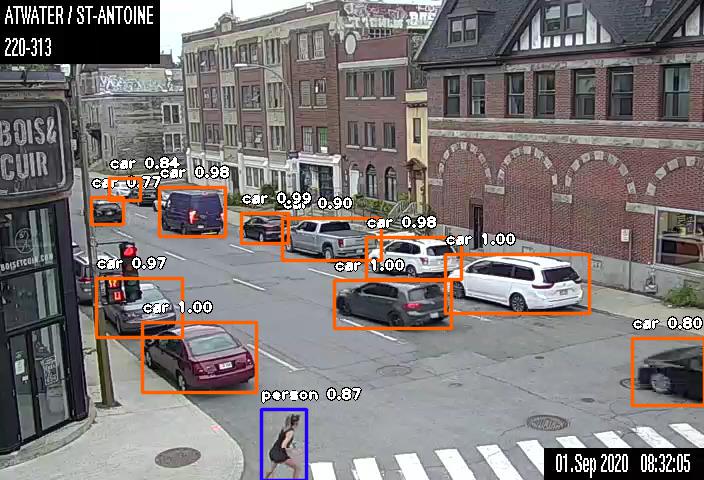 ATWATER / ST-ANTOINE
220-313
BOIS &
CUIR
BOISETCUIR.COM
car 0.84
car 0.77
car 0.98
car 0.99
car 0.90
car 0.98
car 1.00
car 1.00
car 0.97
car 1.00
car 0.80
person 0.87
01.Sep 2020 08:32:05